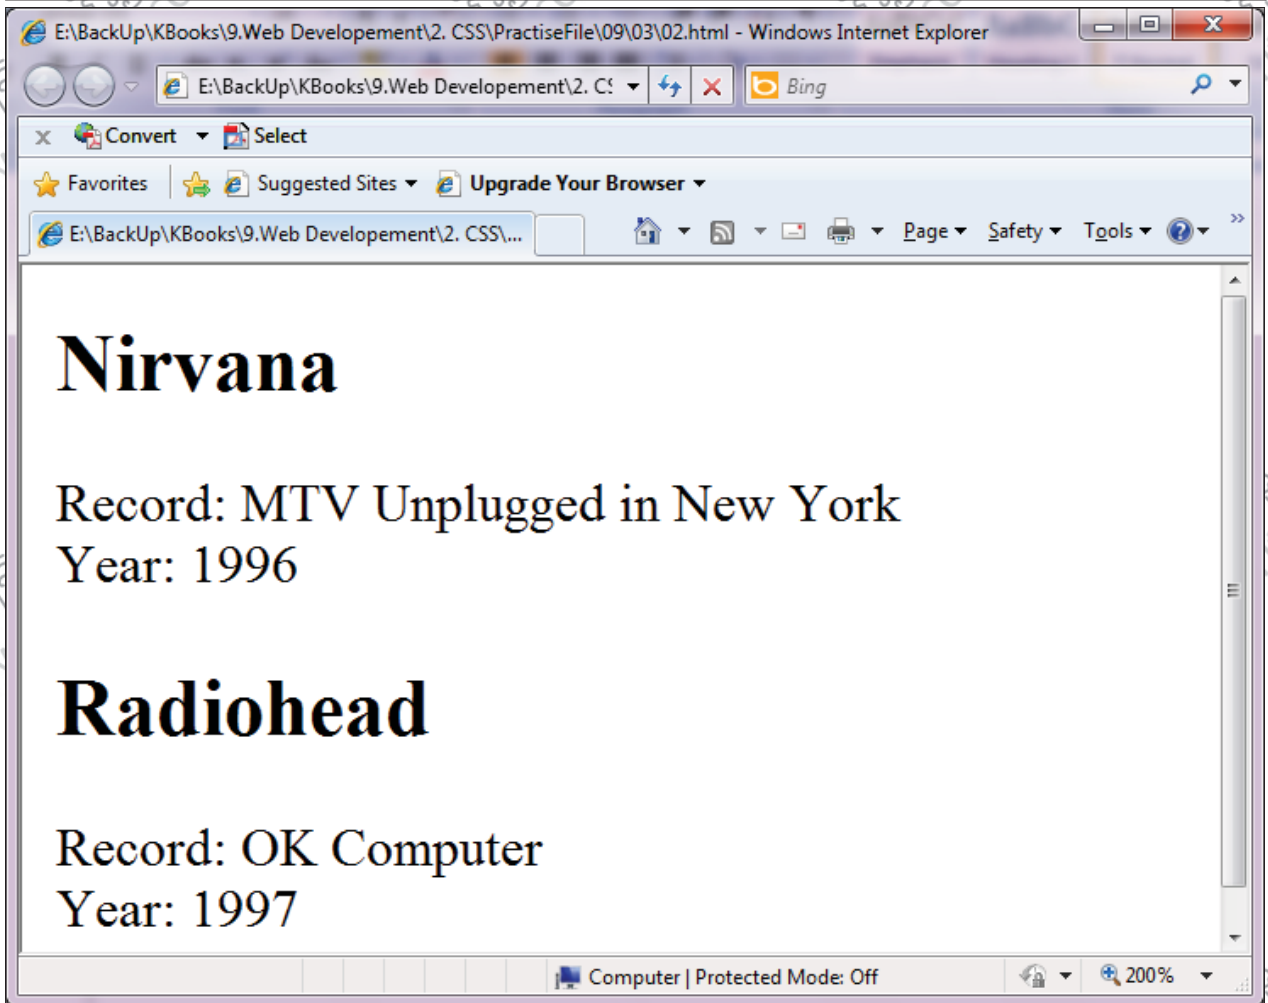 E:\BackUp\KBooks\9.Web Developement\2. CSS\PractiseFile\09\03\02.html - Windows Internet Explorer
E:\BackUp\KBooks\9.Web Developement\2. CS Bing
x Convert Select
Favorites Suggested Sites Upgrade Your Browser
E:\BackUp\KBooks\9.Web Developement\2. CSS\... Page Safety Tools
Nirvana
Record: MTV Unplugged in New York
Year: 1996
Radiohead
Record: OK Computer
Year: 1997
Computer | Protected Mode: Off 200%